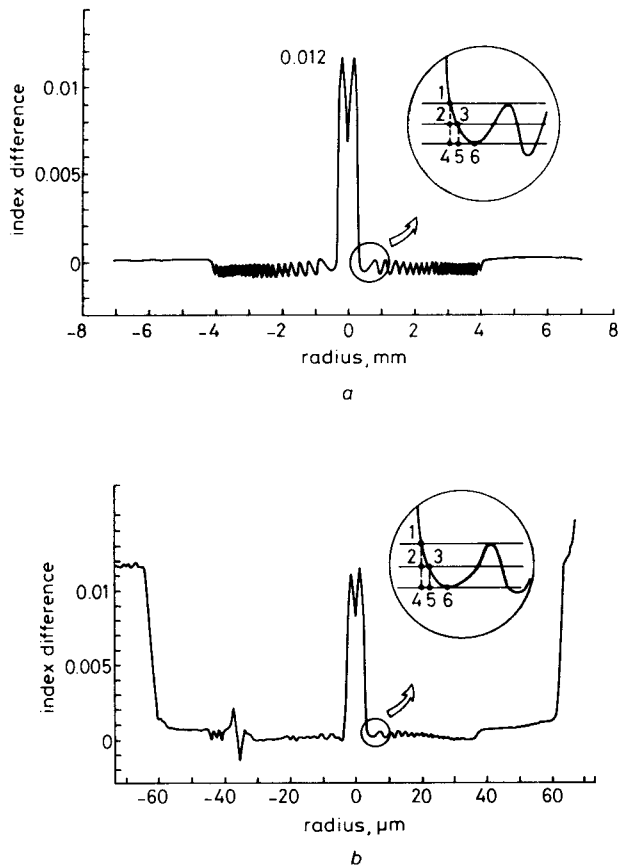 0.012
0.01
0.005
0
index difference
1
2 3
4 5 6
-8 -6 -4 -2 0 2 4 6 8
radius, mm
a
0.01
0.005
0
index difference
1
2 3
4 5 6
-60 -40 -20 0 20 40 60
radius, μm
b